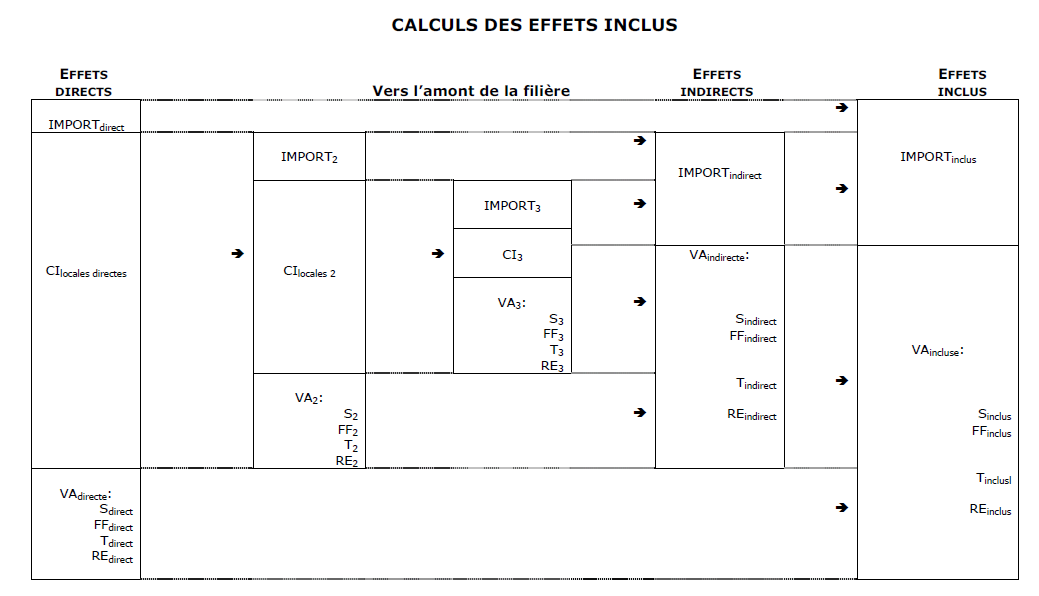 CALCULS DES EFFETS INCLUS
EFFETS
DIRECTS
Vers l’amont de la filière
EFFETS
INDIRECTS
EFFETS
INCLUS
IMPORTdirect
CIlocales directes
VAdirecte:
Sdirect
FFdirect
Tdirect
REdirect
➔
IMPORT2
CIlocales 2
VA2:
S2
FF2
T2
RE2
➔
IMPORT3
CI3
VA3:
S3
FF3
T3
RE3
➔
➔
➔
➔
IMPORTindirect
VAindirecte:
Sindirect
FFindirect
Tindirect
REindirect
➔
➔
➔
➔
IMPORTinclus
VAincluse:
Sinclus
FFinclus
Tinclusl
REinclus